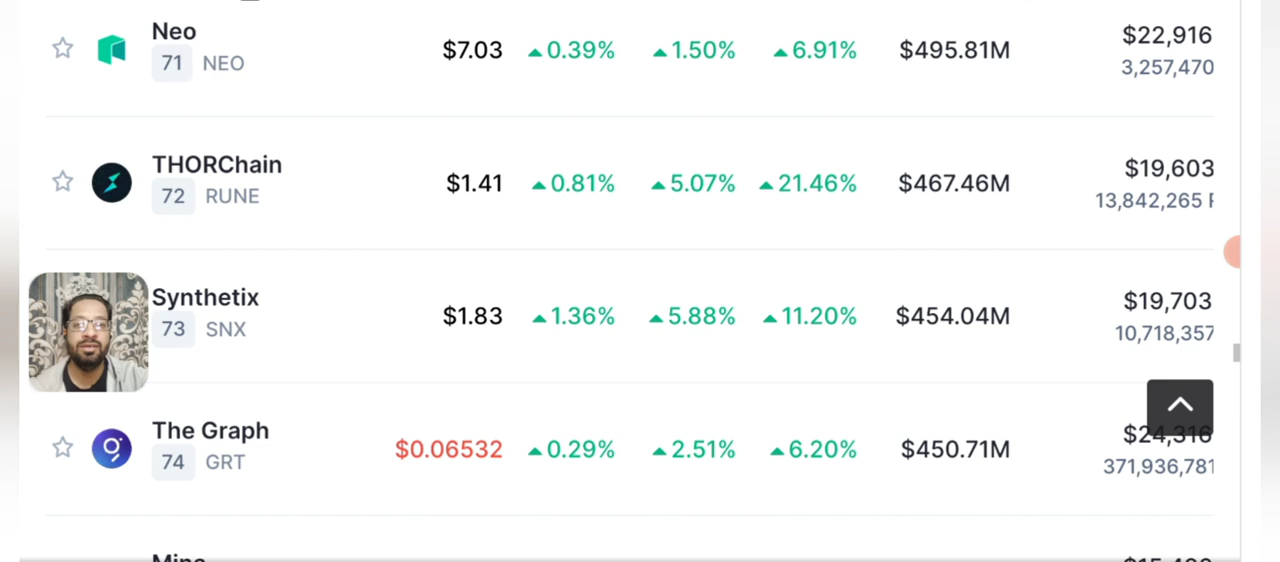 Neo
71 NEO
$7.03 0.39% 1.50% 6.91% $495.81M
$22,916
3,257,470
THORChain
72 RUNE
$1.41 0.81% 5.07% 21.46% $467.46M
$19,603
13,842,265
Synthetix
73 SNX
$1.83 1.36% 5.88% 11.20% $454.04M
$19,703
10,718,357
The Graph
74 GRT
$0.06532 0.29% 2.51% 6.20% $450.71M
$24,316
371,936,781